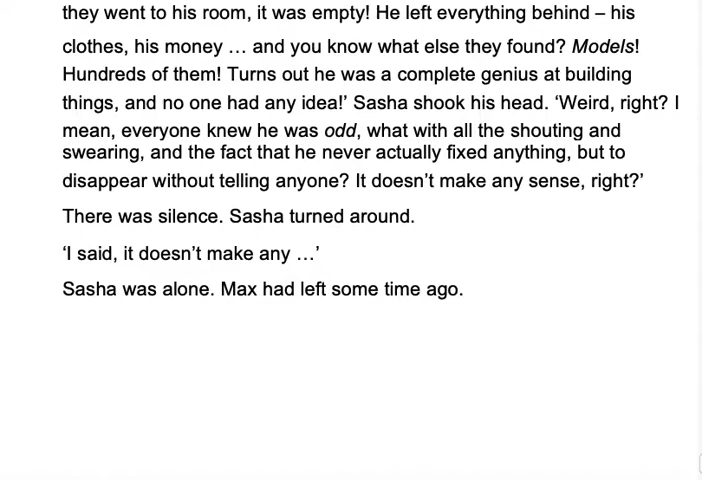 they went to his room, it was empty! He left everything behind – his
clothes, his money … and you know what else they found? Models!
Hundreds of them! Turns out he was a complete genius at building
things, and no one had any idea!’ Sasha shook his head. ‘Weird, right? I
mean, everyone knew he was odd, what with all the shouting and
swearing, and the fact that he never actually fixed anything, but to
disappear without telling anyone? It doesn’t make any sense, right?’
There was silence. Sasha turned around.
‘I said, it doesn’t make any …’
Sasha was alone. Max had left some time ago.